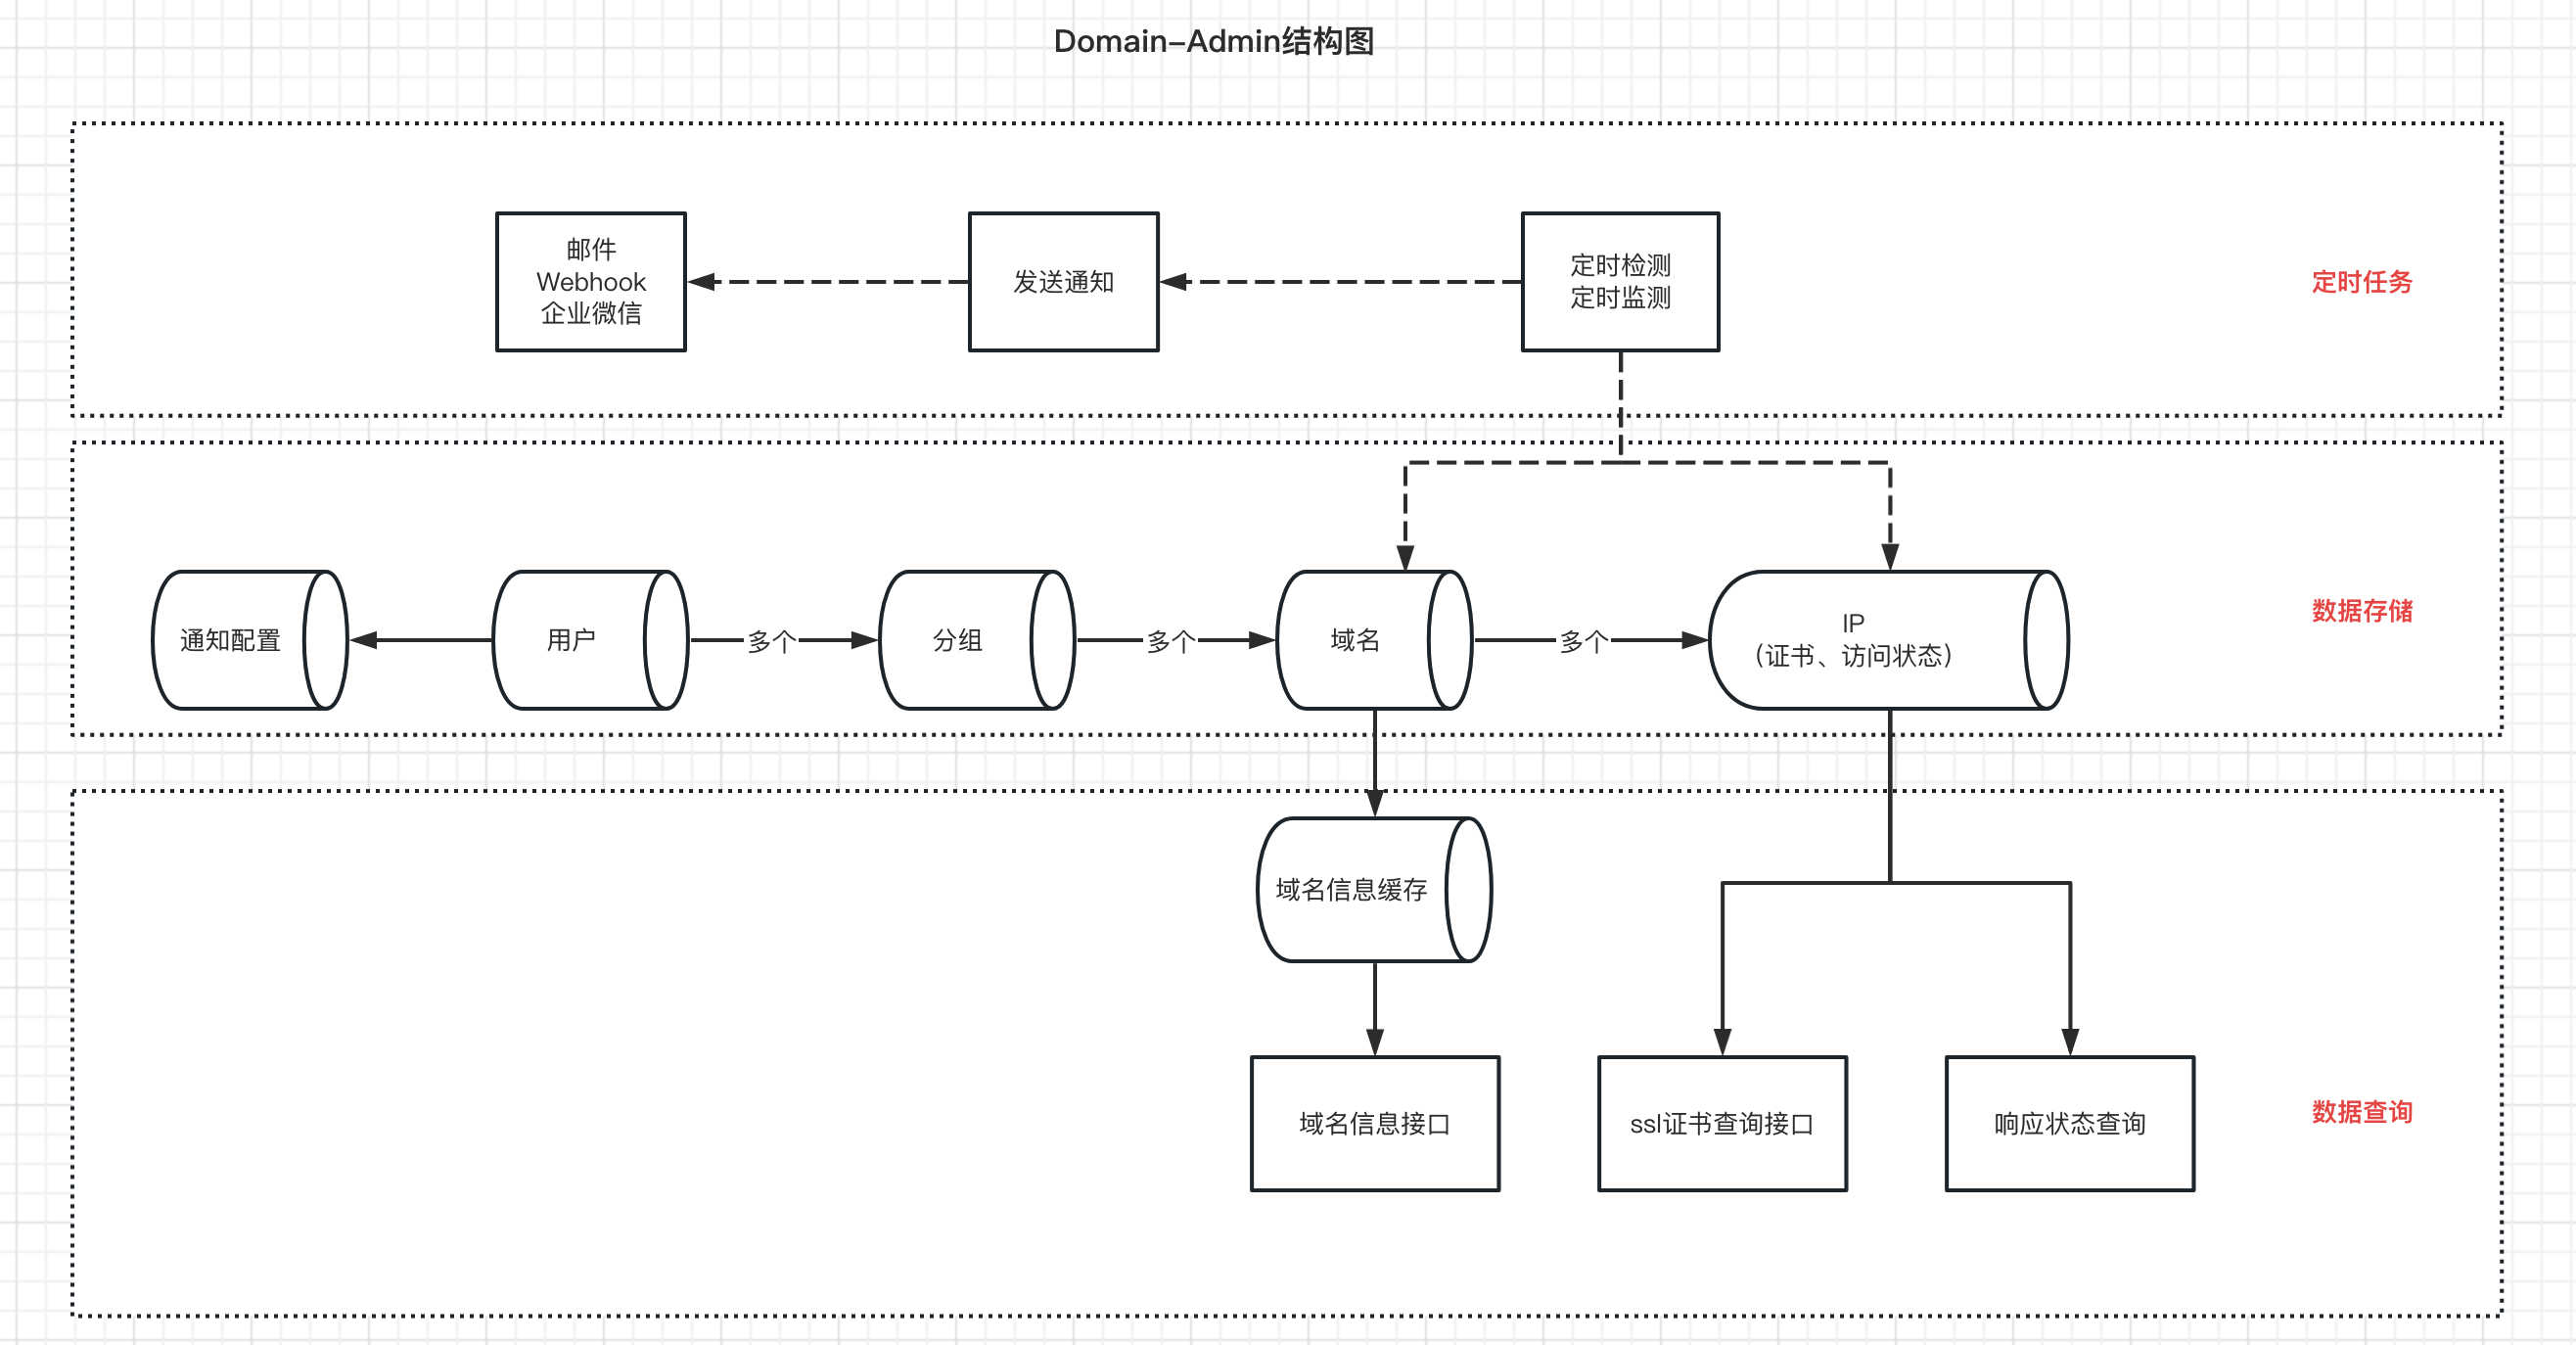 Domain-Admin结构图
邮件
Webhook
企业微信
发送通知
定时检测
定时监测
定时任务
通知配置
用户
多个
分组
多个
域名
多个
IP
（证书、访问状态）
数据存储
域名信息缓存
域名信息接口
ssl证书查询接口
响应状态查询
数据查询